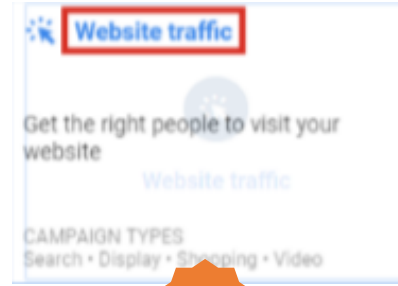 Website traffic
Get the right people to visit your
website
Website traffic
CAMPAIGN TYPES
Search • Display • Shopping • Video